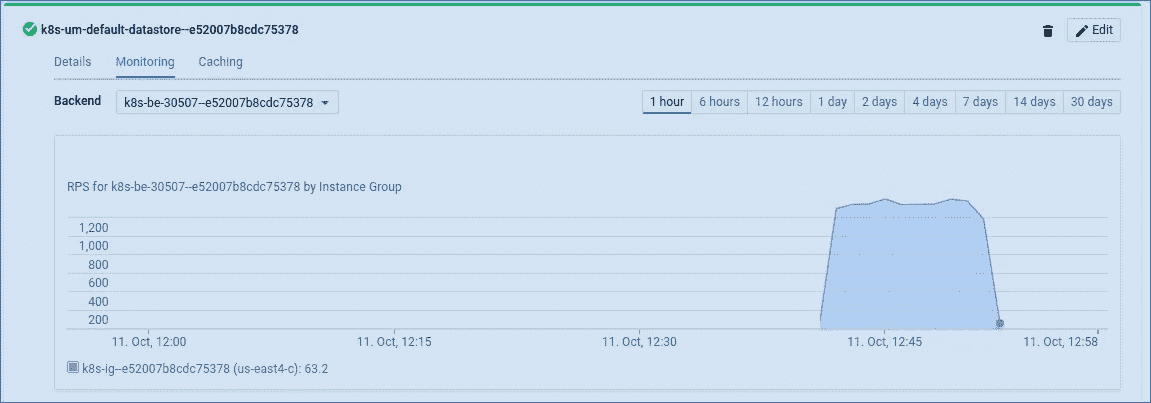 k8s-um-default-datastore--e52007b8cdc75378
Edit
Details Monitoring Caching
Backend k8s-be-30507--e52007b8cdc75378 1 hour 6 hours 12 hours 1 day 2 days 4 days 7 days 14 days 30 days
RPS for k8s-be-30507--e52007b8cdc75378 by Instance Group
1,200
1,000
800
600
400
200
11. Oct, 12:00 11. Oct, 12:15 11. Oct, 12:30 11. Oct, 12:45 11. Oct, 12:58
k8s-ig--e52007b8cdc75378 (us-east4-c): 63.2